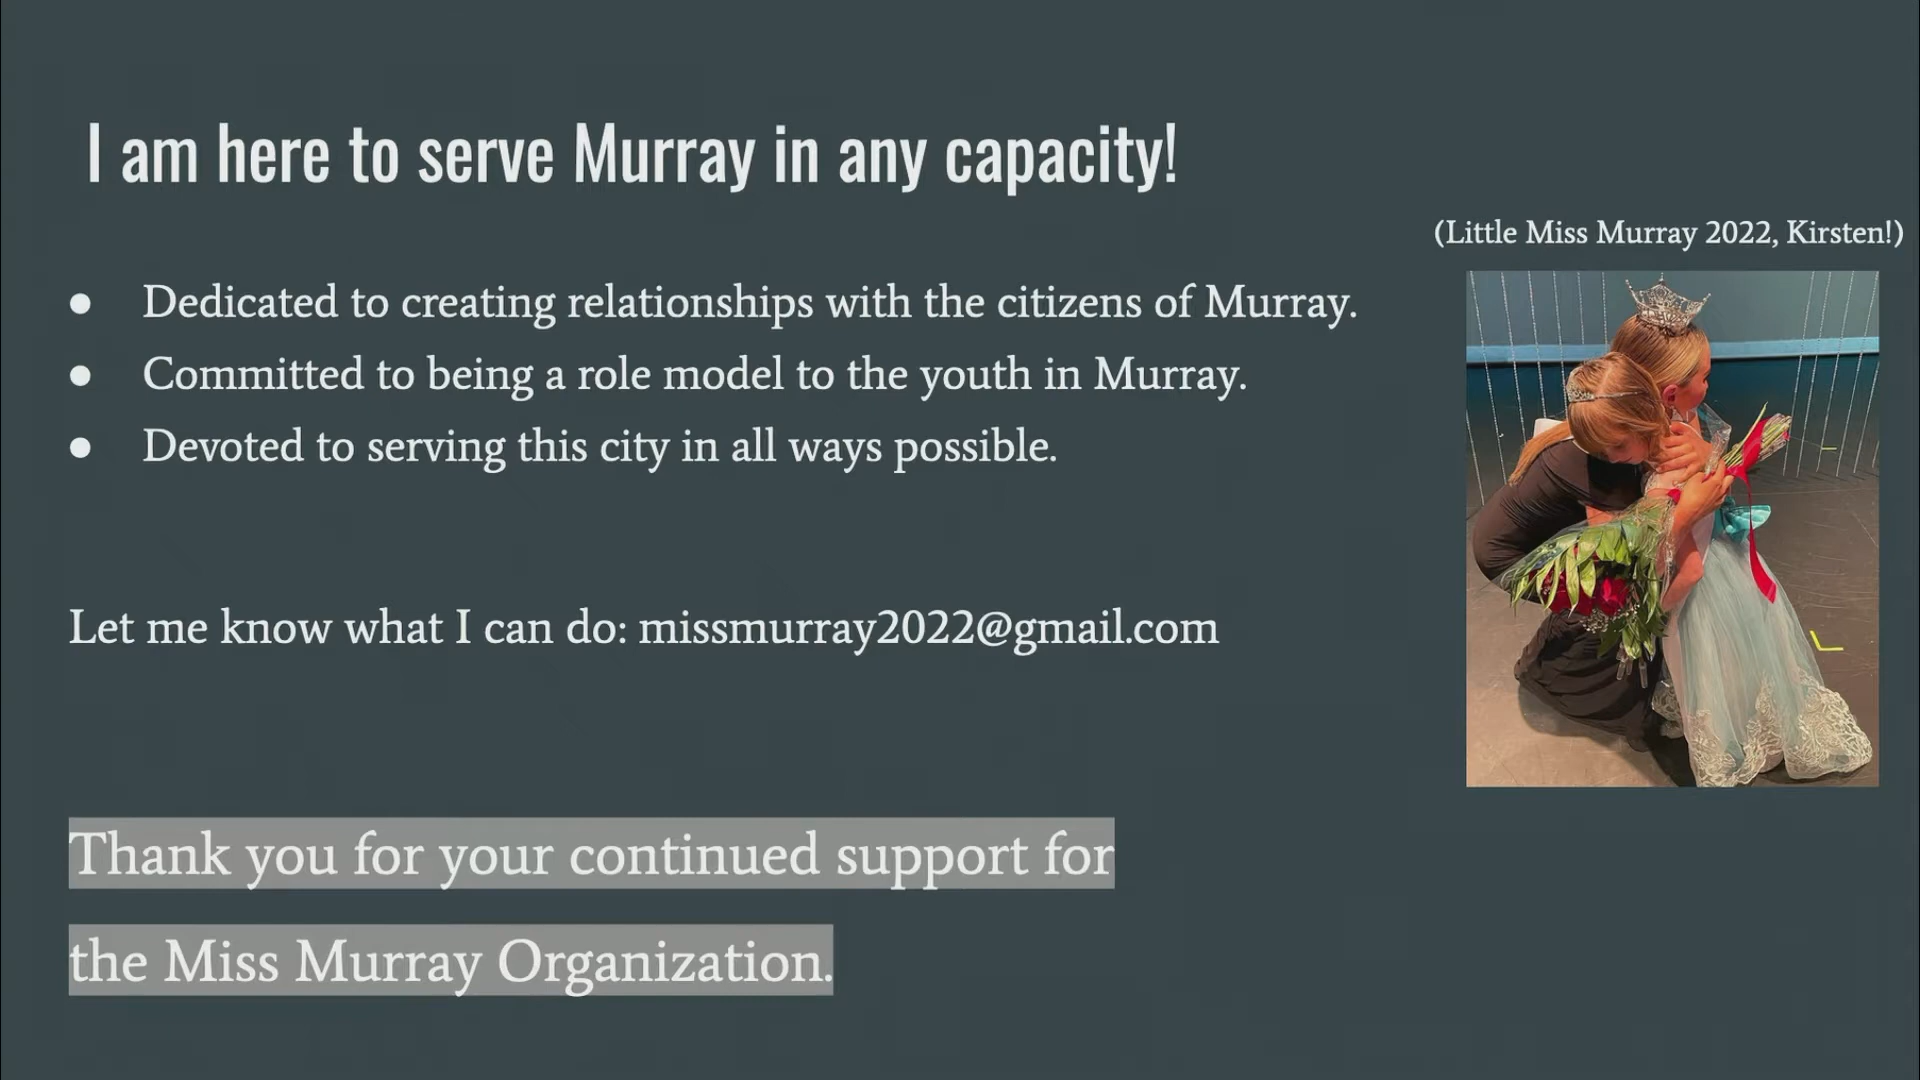 I am here to serve Murray in any capacity!
(Little Miss Murray 2022, Kirsten!)
● Dedicated to creating relationships with the citizens of Murray.
● Committed to being a role model to the youth in Murray.
● Devoted to serving this city in all ways possible.
Let me know what I can do: missmurray2022@gmail.com
Thank you for your continued support for
the Miss Murray Organization.